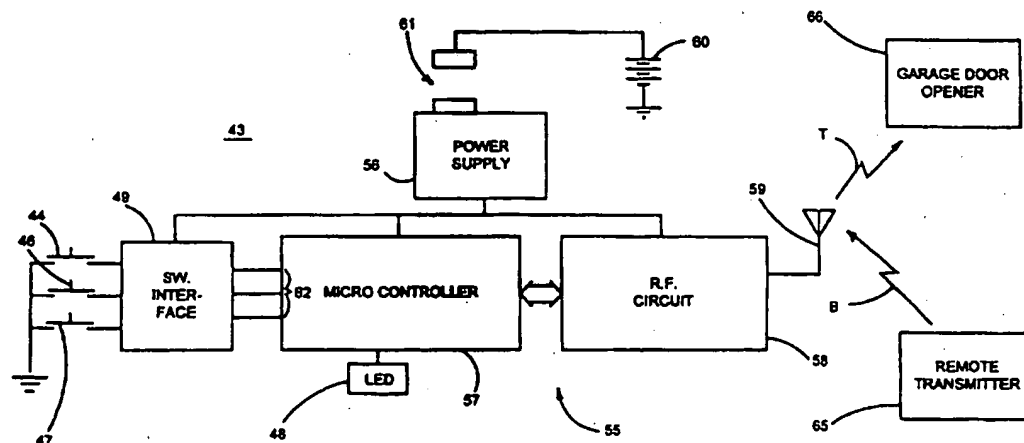 61
60
66
GARAGE DOOR
OPENER
43
POWER
SUPPLY
56
T
59
44
46
49
SW.
INTER-
FACE
62
MICRO CONTROLLER
R.F.
CIRCUIT
B
58
REMOTE
TRANSMITTER
LED
47
48
57
55
65